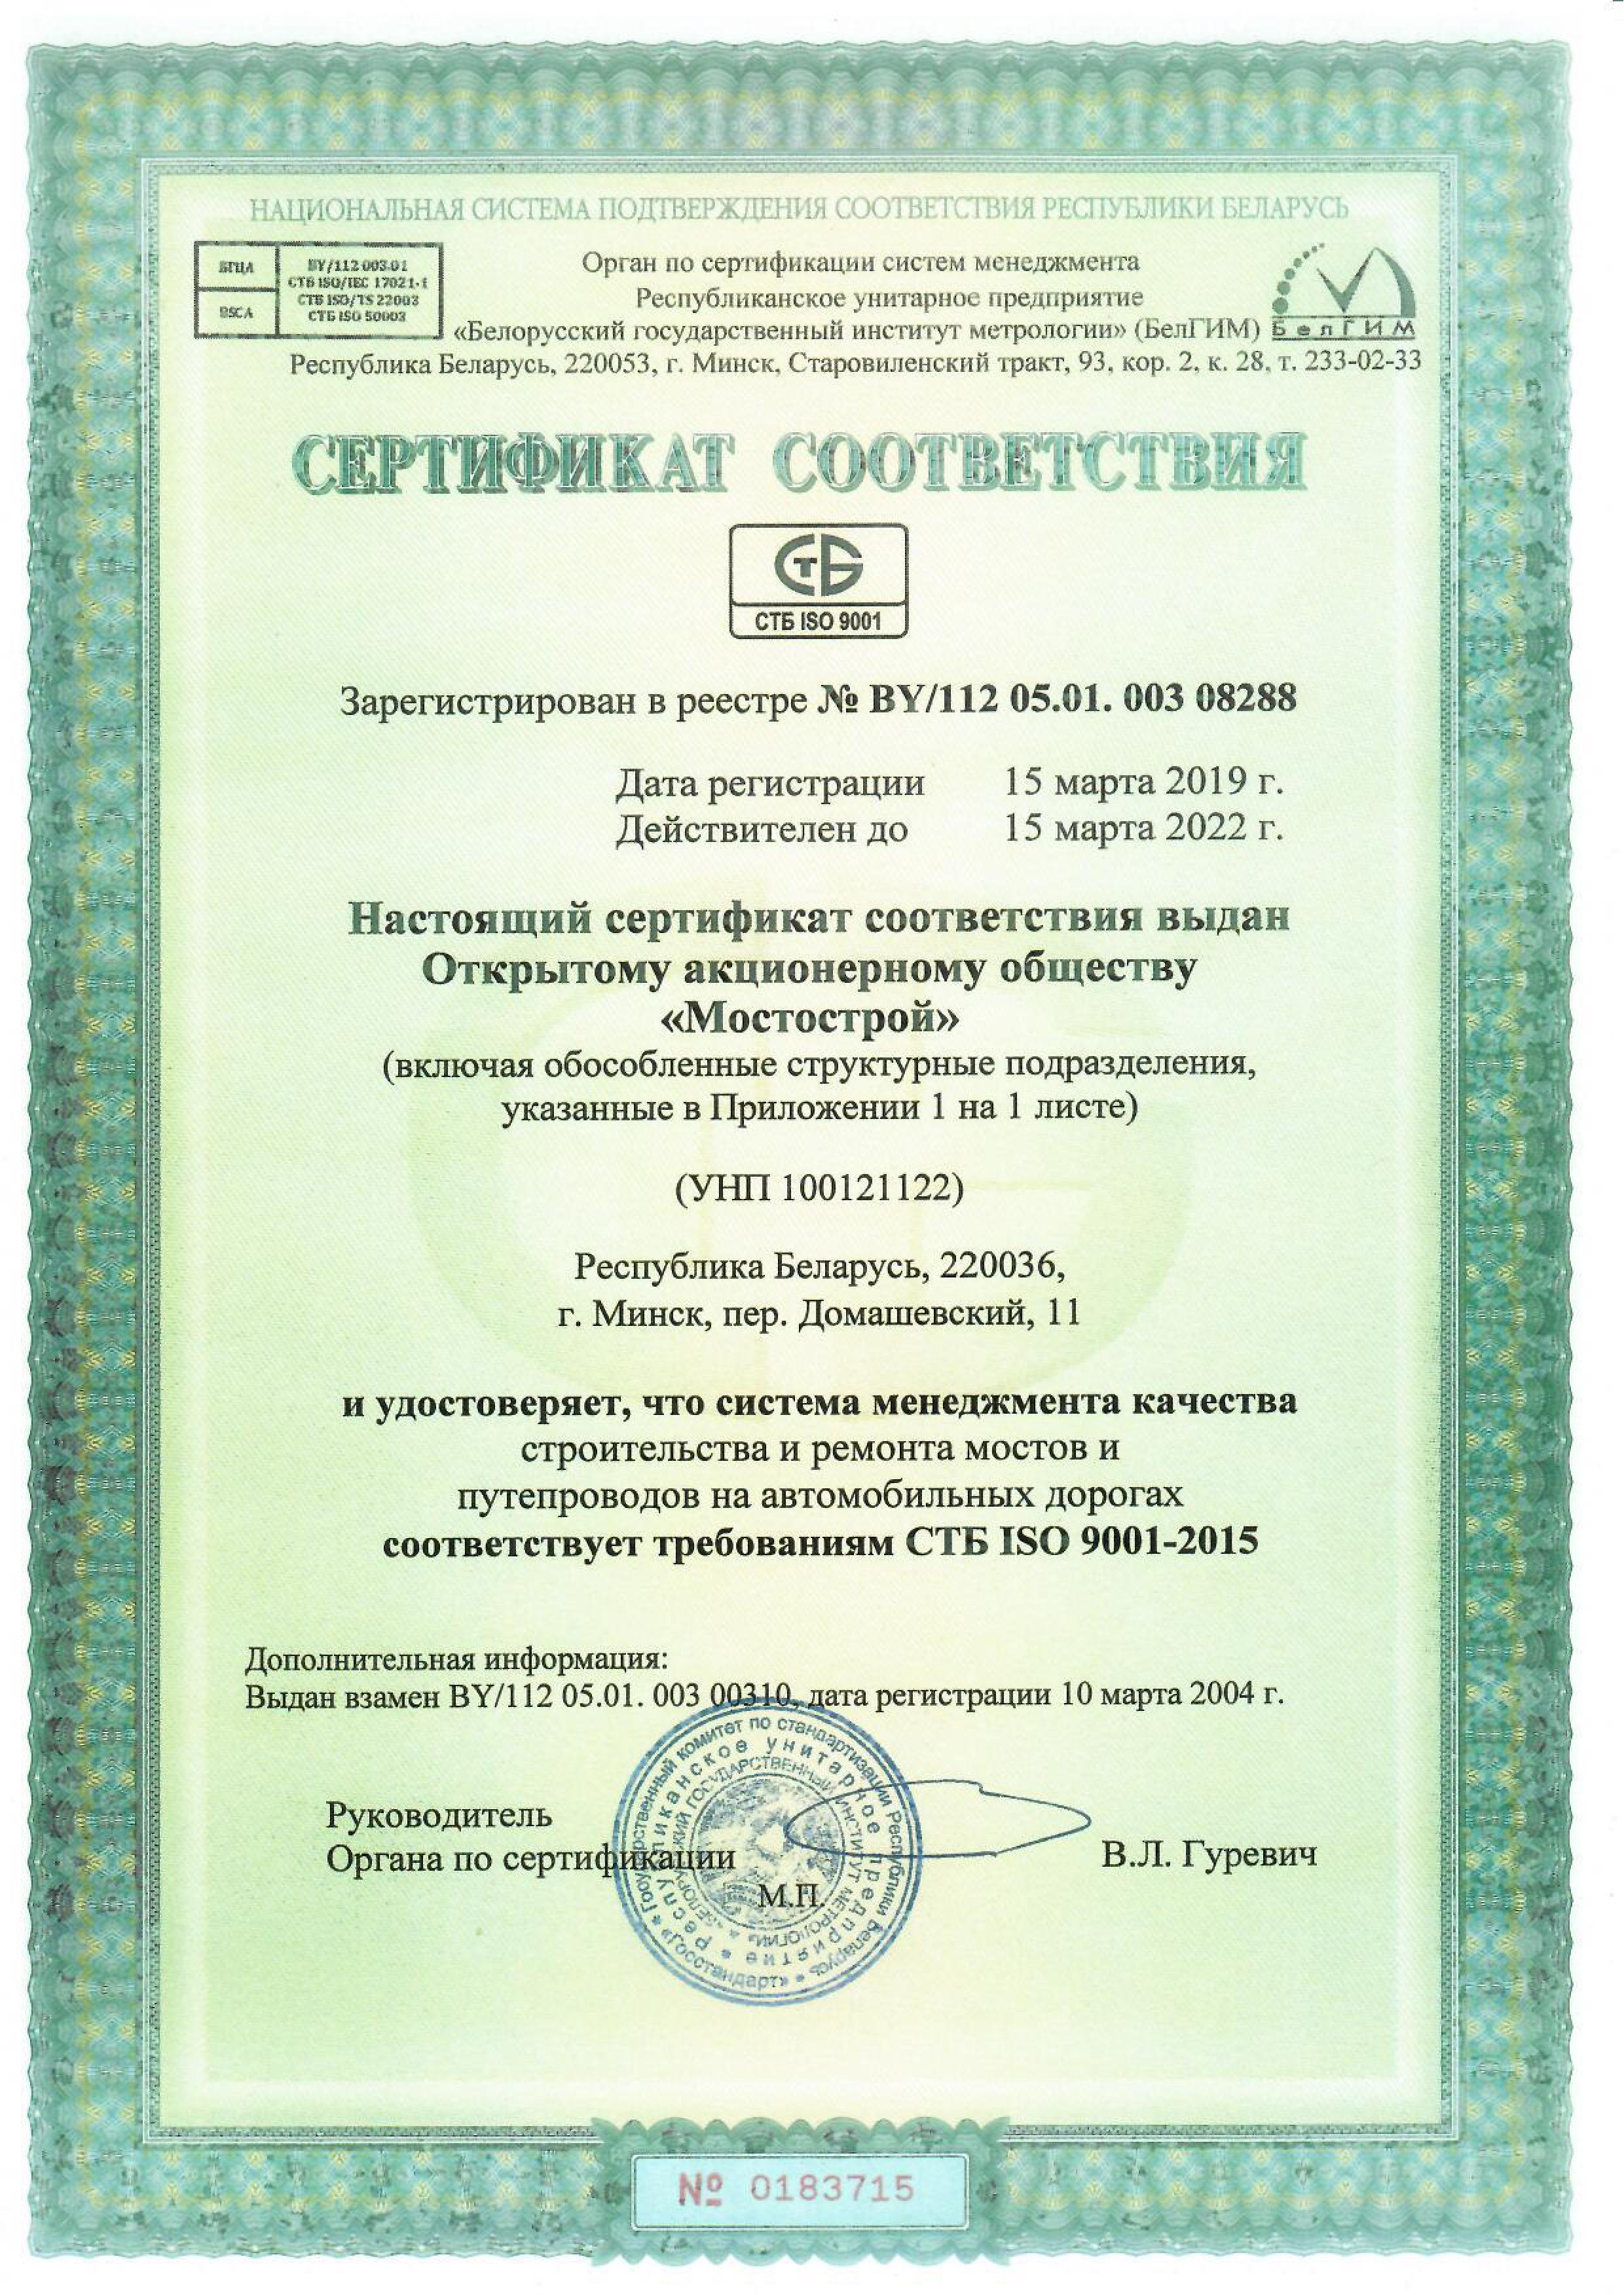 НАЦИОНАЛЬНАЯ СИСТЕМА ПОДТВЕРЖДЕНИЯ СООТВЕТСТВИЯ РЕСПУБЛИКИ БЕЛАРУСЬ
БГЦА
BSCA
BY/112 003.01
СТБ ISO/IEC 17021-1
СТБ ISO/TS 22003
СТБ ISO 50003
Орган по сертификации систем менеджмента
Республиканское унитарное предприятие
«Белорусский государственный институт метрологии» (БелГИМ)
БелГИМ
Республика Беларусь, 220053, г. Минск, Старовиленский тракт, 93, кор. 2, к. 28, т. 233-02-33
СЕРТИФИКАТ СООТВЕТСТВИЯ
СТБ
СТБ ISO 9001
Зарегистрирован в реестре № BY/112 05.01. 003 08288
Дата регистрации 15 марта 2019 г.
Действителен до 15 марта 2022 г.
Настоящий сертификат соответствия выдан
Открытому акционерному обществу
«Мостострой»
(включая обособленные структурные подразделения,
указанные в Приложении 1 на 1 листе)
(УНП 100121122)
Республика Беларусь, 220036,
г. Минск, пер. Домашевский, 11
и удостоверяет, что система менеджмента качества
строительства и ремонта мостов и
путепроводов на автомобильных дорогах
соответствует требованиям СТБ ISO 9001-2015
Дополнительная информация:
Выдан взамен BY/112 05.01. 003 00310, дата регистрации 10 марта 2004 г.
Государственный комитет по стандартизации Республики Беларусь
«Госстандарт»
Республиканское унитарное предприятие
«БЕЛОРУССКИЙ ГОСУДАРСТВЕННЫЙ ИНСТИТУТ МЕТРОЛОГИИ»
Руководитель
Органа по сертификации
В.Л. Гуревич
М.П.
№ 0183715